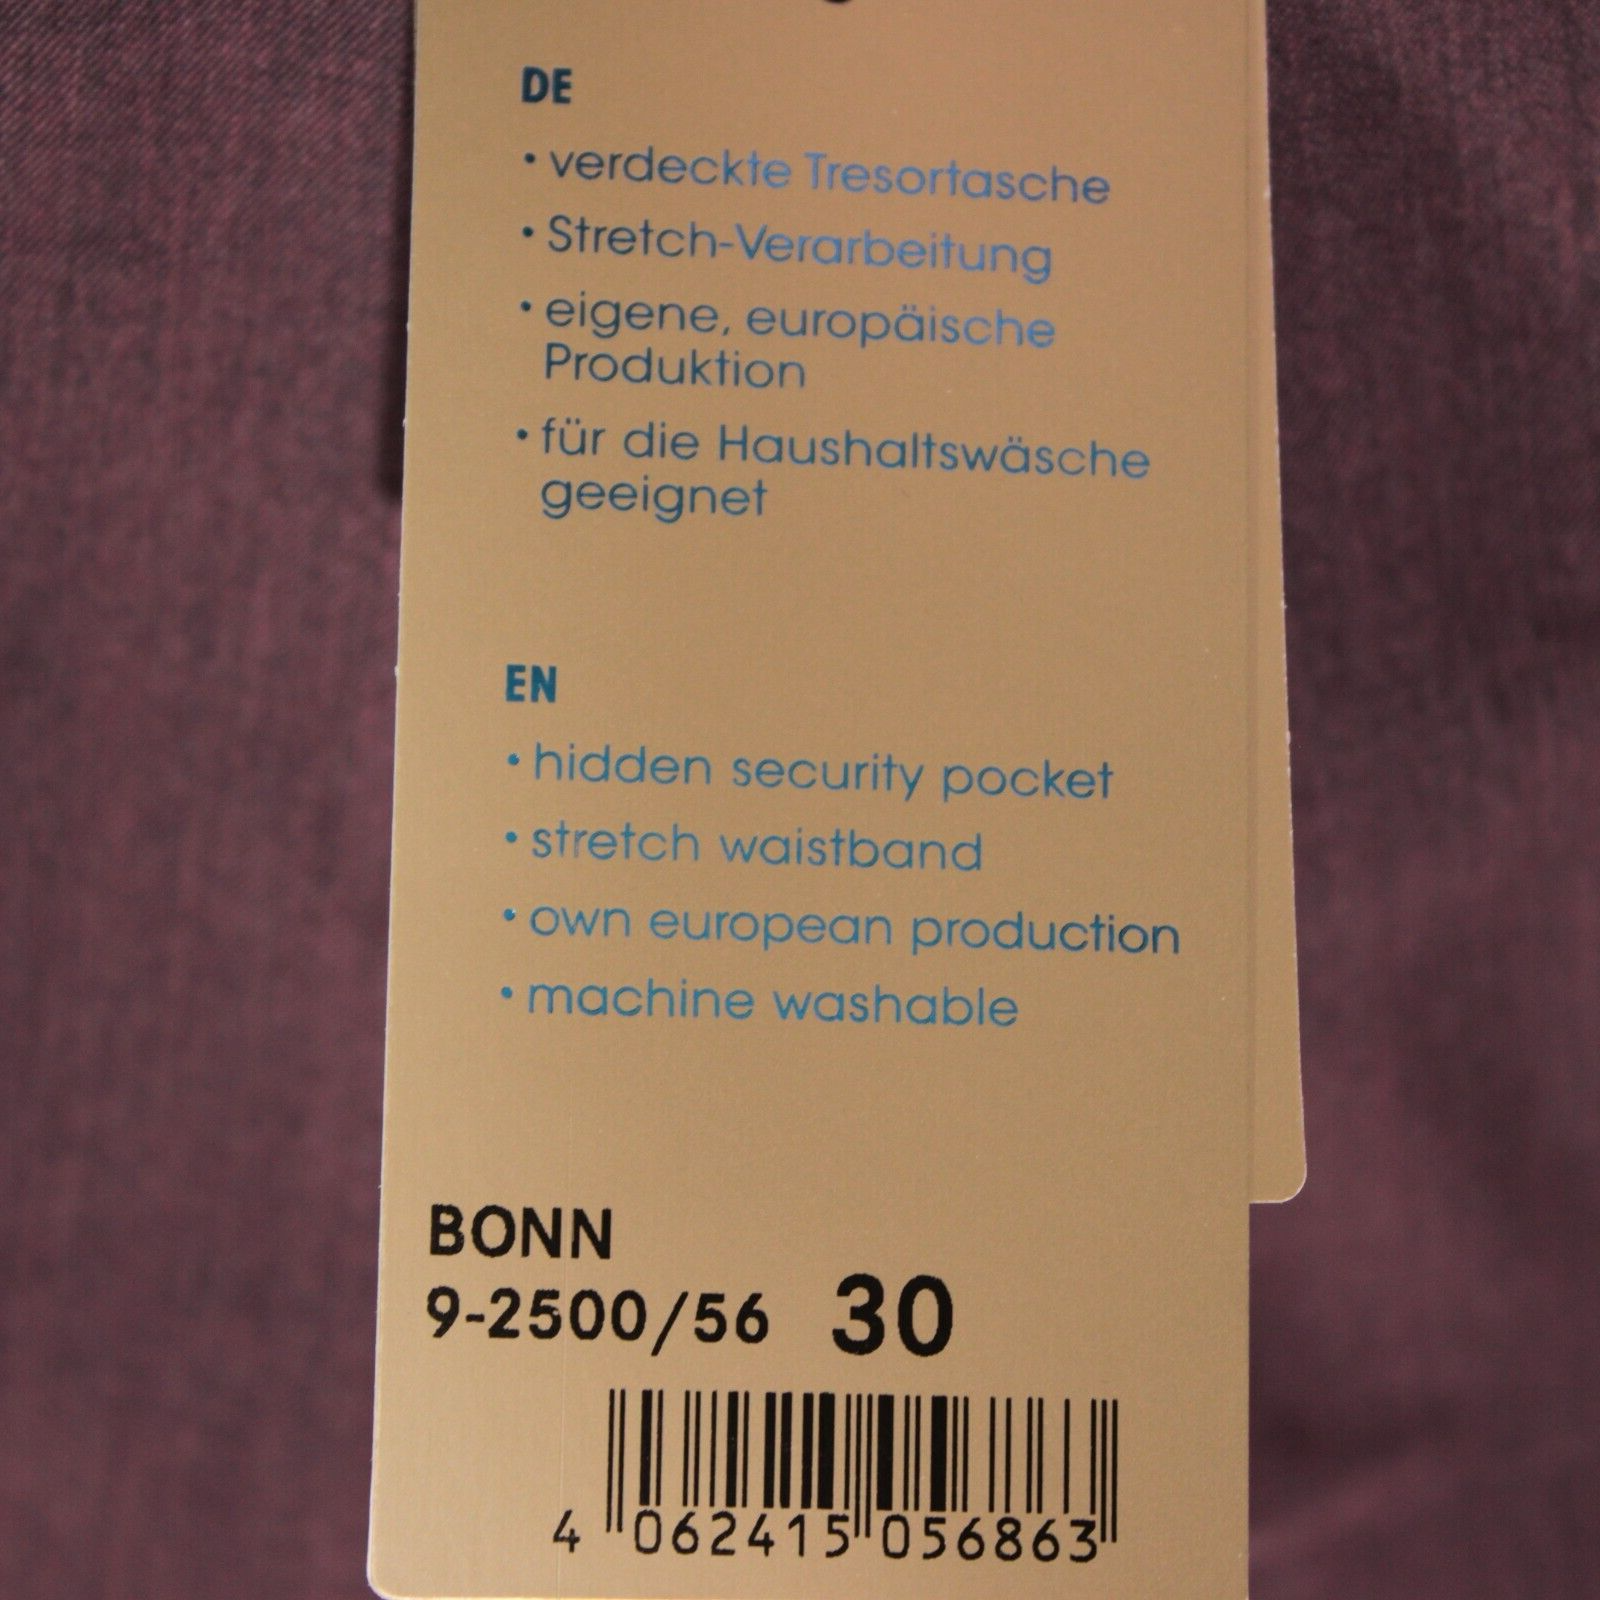 DE
• verdeckte Tresortasche
• Stretch-Verarbeitung
• eigene, europäische
Produktion
• für die Haushaltswäsche
geeignet
EN
• hidden security pocket
• stretch waistband
• own european production
• machine washable
BONN
9-2500/56 30
4 062415 056863